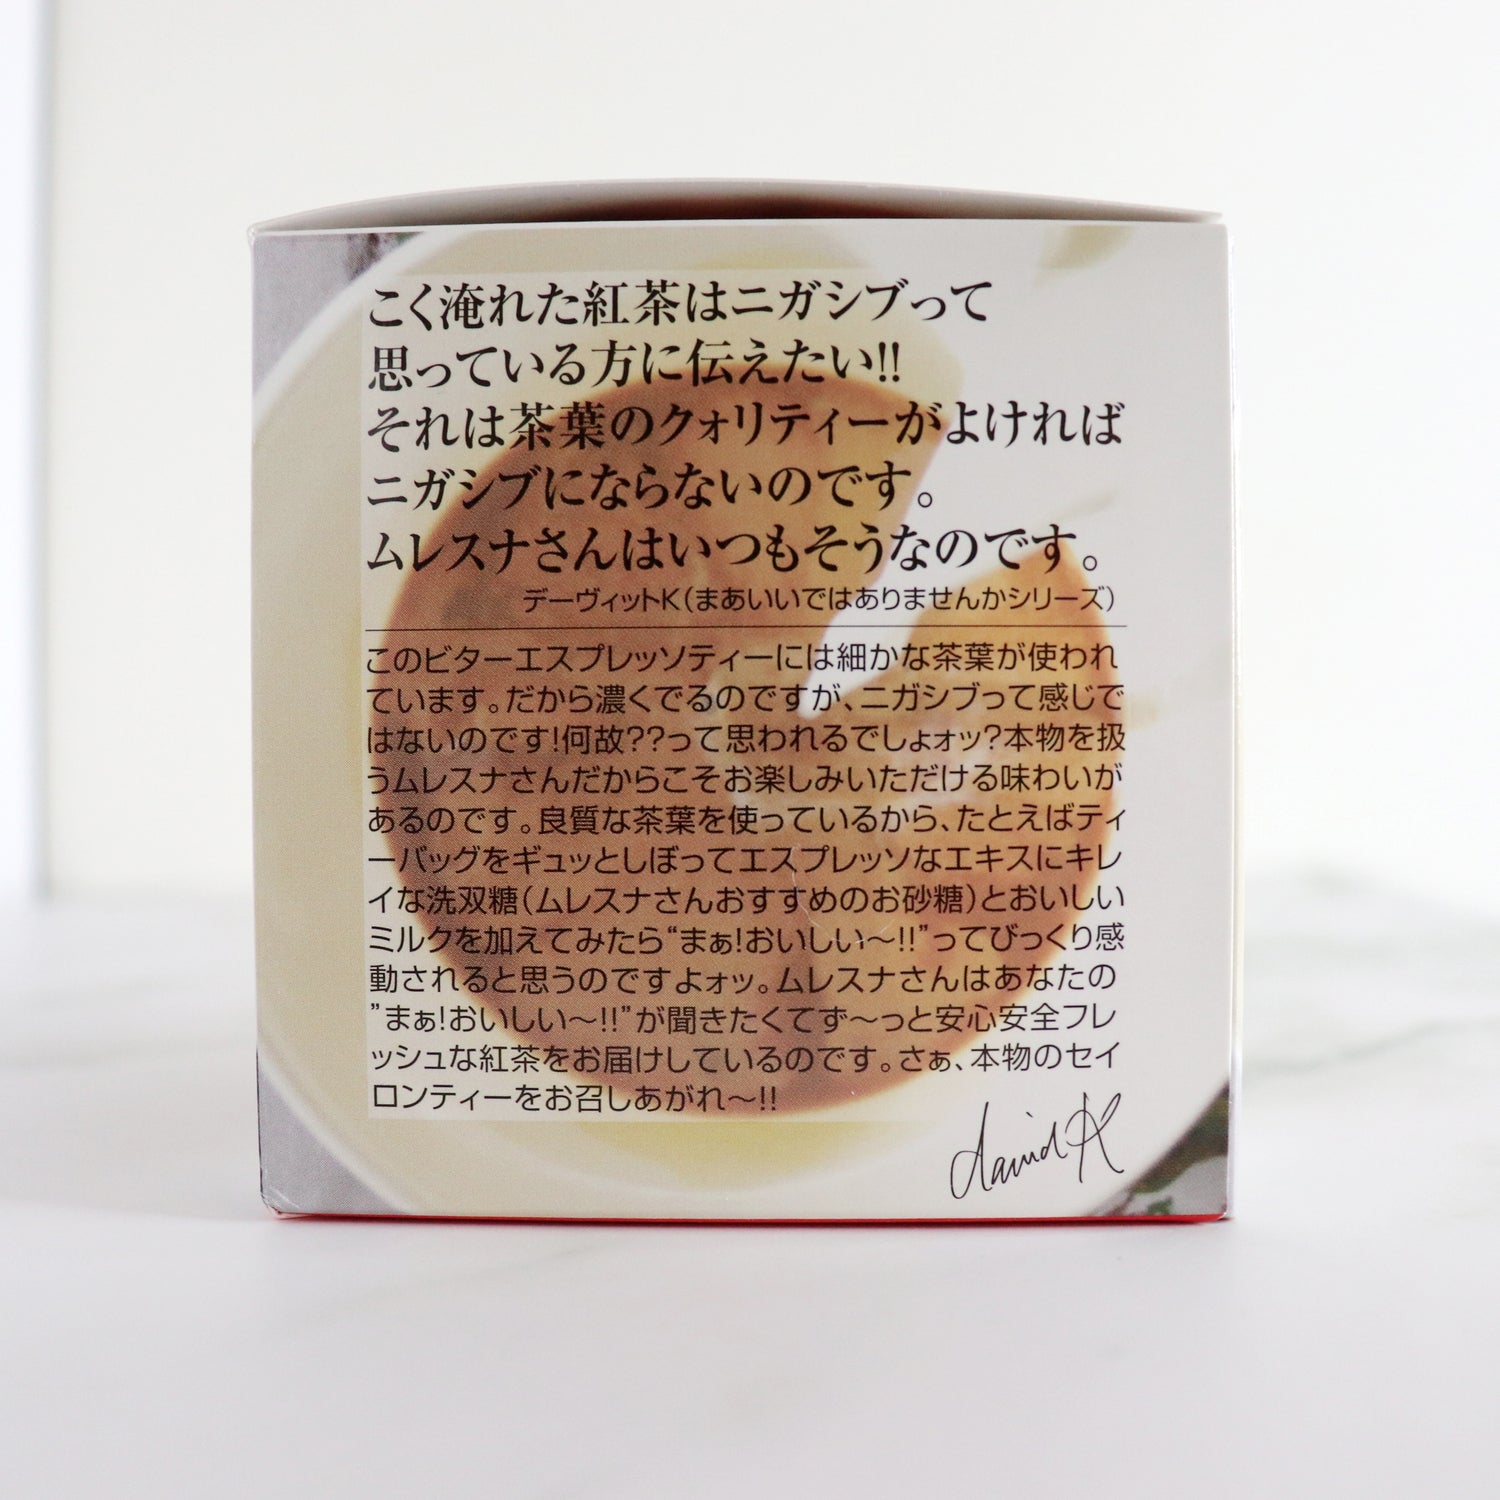 こく淹れた紅茶はニガシブって
思っている方に伝えたい!!
それは茶葉のクォリティーがよければ
ニガシブにならないのです。
ムレスナさんはいつもそうなのです。
デーヴィットK(まあいいではありませんかシリーズ)
このビターエスプレッソティーには細かな茶葉が使われ
ています。だから濃くでるのですが、ニガシブって感じで
はないのです!何故??って思われるでしょォッ?本物を扱
うムレスナさんだからこそお楽しみいただける味わいが
あるのです。良質な茶葉を使っているから、たとえばティ
ーバッグをギュッとしぼってエスプレッソなエキスにキレ
イな洗双糖(ムレスナさんおすすめのお砂糖)とおいしい
ミルクを加えてみたら“まぁ!おいしい〜!!”ってびっくり感
動されると思うのですよォッ。ムレスナさんはあなたの
”まぁ!おいしい〜!!”が聞きたくてず〜っと安心安全フレ
ッシュな紅茶をお届けしているのです。さぁ、本物のセイ
ロンティーをお召しあがれ〜!!
david K